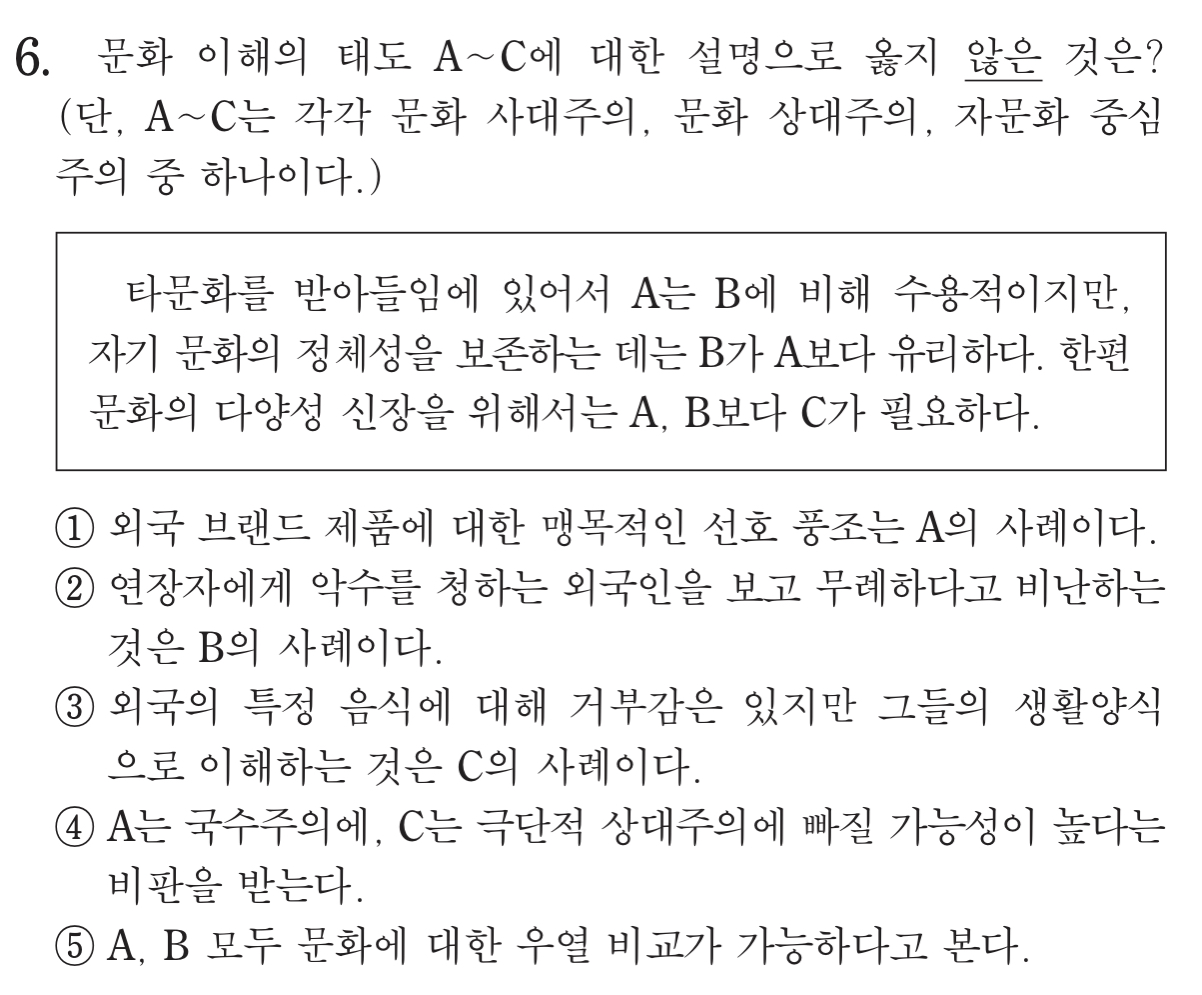 6. 문화 이해의 태도 A~C에 대한 설명으로 옳지 않은 것은?
(단, A~C는 각각 문화 사대주의, 문화 상대주의, 자문화 중심
주의 중 하나이다.)
타문화를 받아들임에 있어서 A는 B에 비해 수용적이지만,
자기 문화의 정체성을 보존하는 데는 B가 A보다 유리하다. 한편
문화의 다양성 신장을 위해서는 A, B보다 C가 필요하다.
① 외국 브랜드 제품에 대한 맹목적인 선호 풍조는 A의 사례이다.
② 연장자에게 악수를 청하는 외국인을 보고 무례하다고 비난하는
것은 B의 사례이다.
③ 외국의 특정 음식에 대해 거부감은 있지만 그들의 생활양식
으로 이해하는 것은 C의 사례이다.
④ A는 국수주의에, C는 극단적 상대주의에 빠질 가능성이 높다는
비판을 받는다.
⑤ A, B 모두 문화에 대한 우열 비교가 가능하다고 본다.